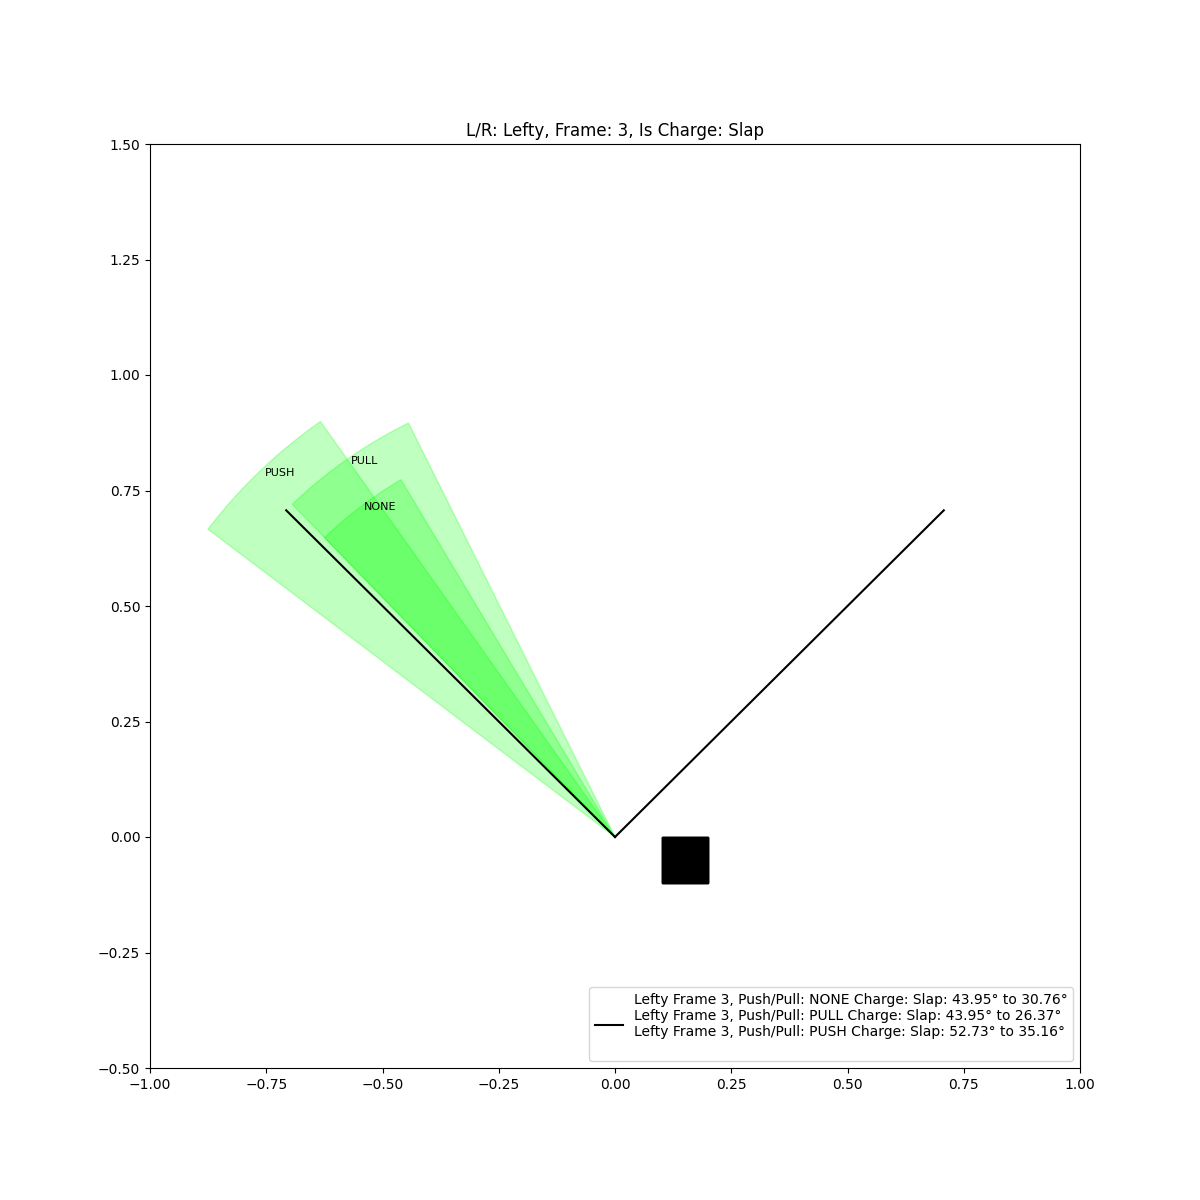 L/R: Lefty, Frame: 3, Is Charge: Slap
1.50
1.25
1.00
0.75
0.50
0.25
0.00
−0.25
−0.50
PUSH
PULL
NONE
Lefty Frame 3, Push/Pull: NONE Charge: Slap: 43.95° to 30.76°
Lefty Frame 3, Push/Pull: PULL Charge: Slap: 43.95° to 26.37°
Lefty Frame 3, Push/Pull: PUSH Charge: Slap: 52.73° to 35.16°
−1.00 −0.75 −0.50 −0.25 0.00 0.25 0.50 0.75 1.00